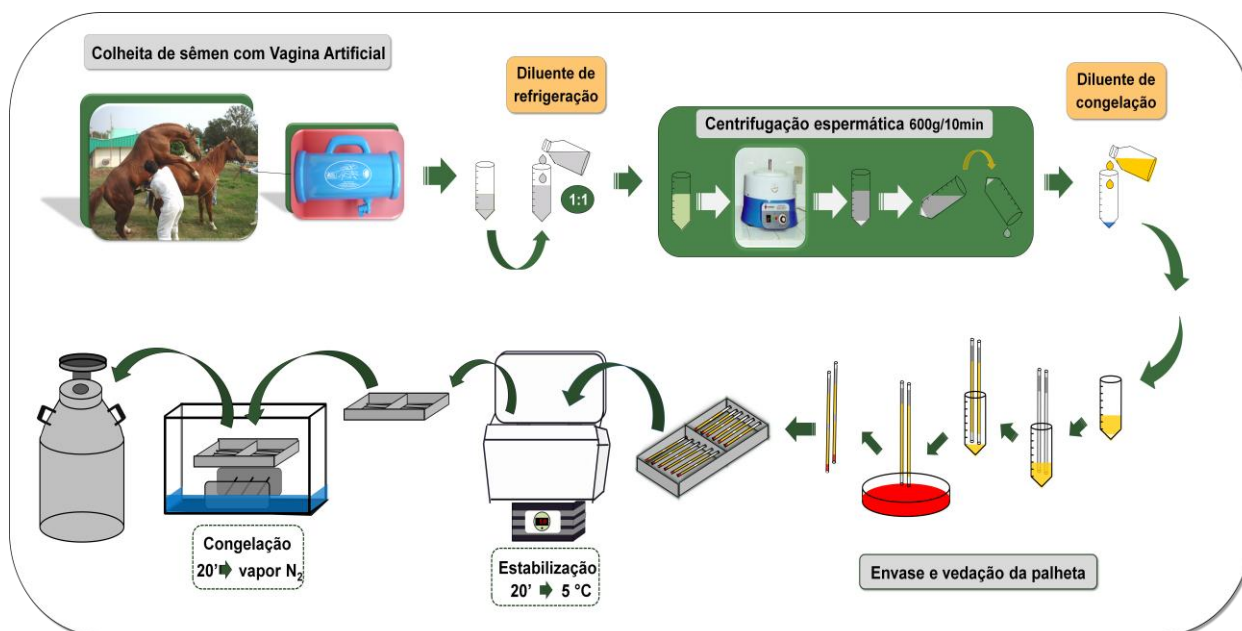 Colheita de sêmen com Vagina Artificial
Diluente de
refrigeração
1:1
Centrifugação espermática 600g/10min
Diluente de
congelação
Congelação
20' vapor N₂
Estabilização
20' 5 °C
Envase e vedação da palheta